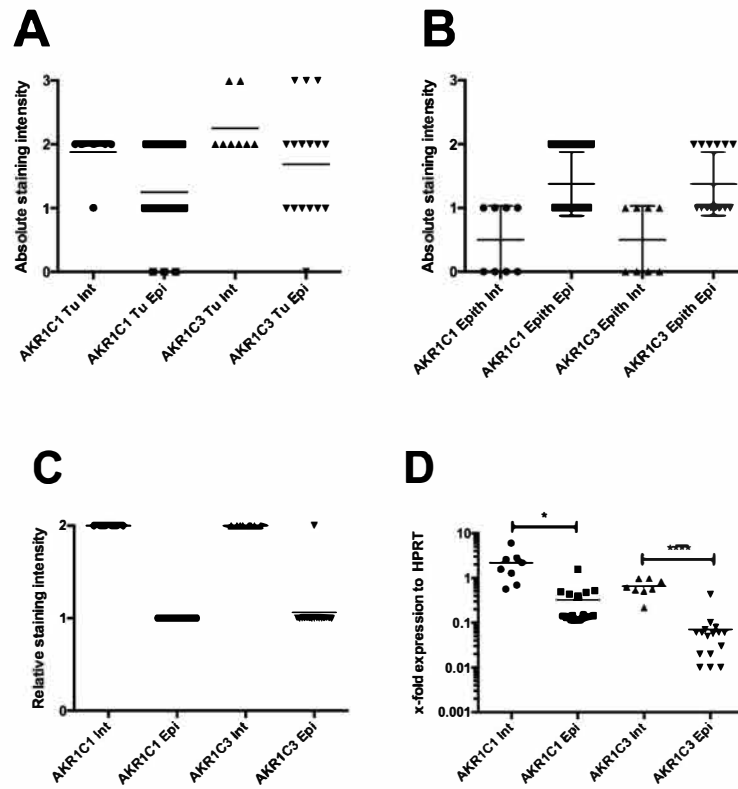 A
B
Absolute staining intensity
3
2
1
0
AKR1C1 Tu Int
AKR1C1 Tu Epi
AKR1C3 Tu Int
AKR1C3 Tu Epi
Absolute staining intensity
3
2
1
0
AKR1C1 Epith Int
AKR1C1 Epith Epi
AKR1C3 Epith Int
AKR1C3 Epith Epi
C
D
Relative staining intensity
2
1
0
AKR1C1 Int
AKR1C1 Epi
AKR1C3 Int
AKR1C3 Epi
x-fold expression to HPRT
10
1
0.1
0.01
0.001
*
****
AKR1C1 Int
AKR1C1 Epi
AKR1C3 Int
AKR1C3 Epi